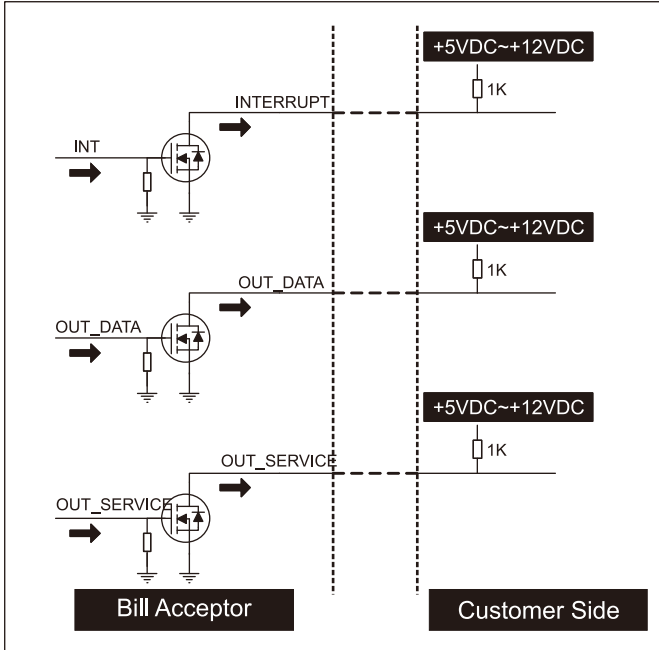 +5VDC~+12VDC
1K
INTERRUPT
INT
+5VDC~+12VDC
1K
OUT_DATA
OUT_DATA
+5VDC~+12VDC
1K
OUT_SERVICE
OUT_SERVICE
Bill Acceptor
Customer Side